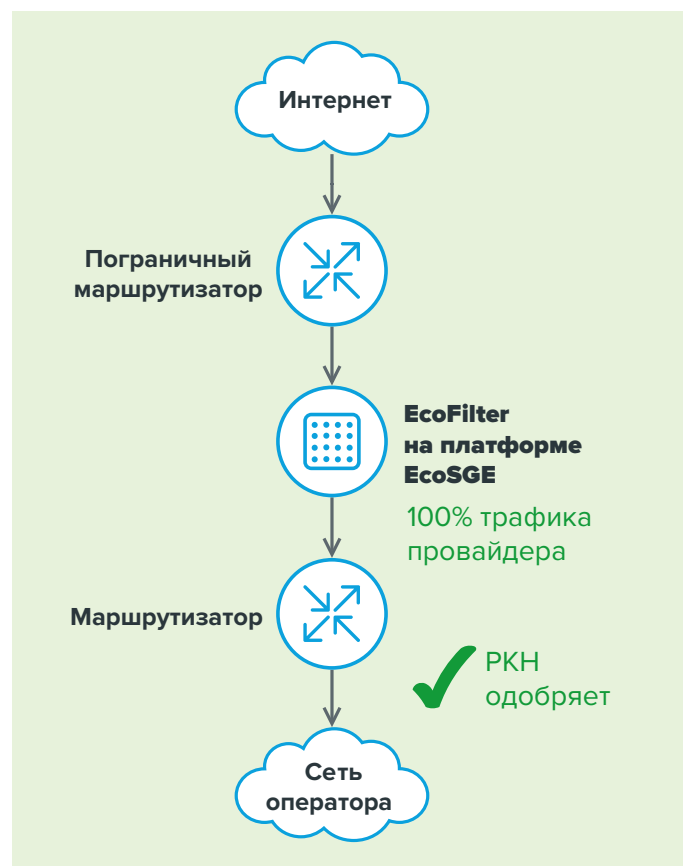 Интернет
Пограничный
маршрутизатор
EcoFilter
на платформе
EcoSGE
100% трафика
провайдера
Маршрутизатор
РКН
одобряет
Сеть
оператора